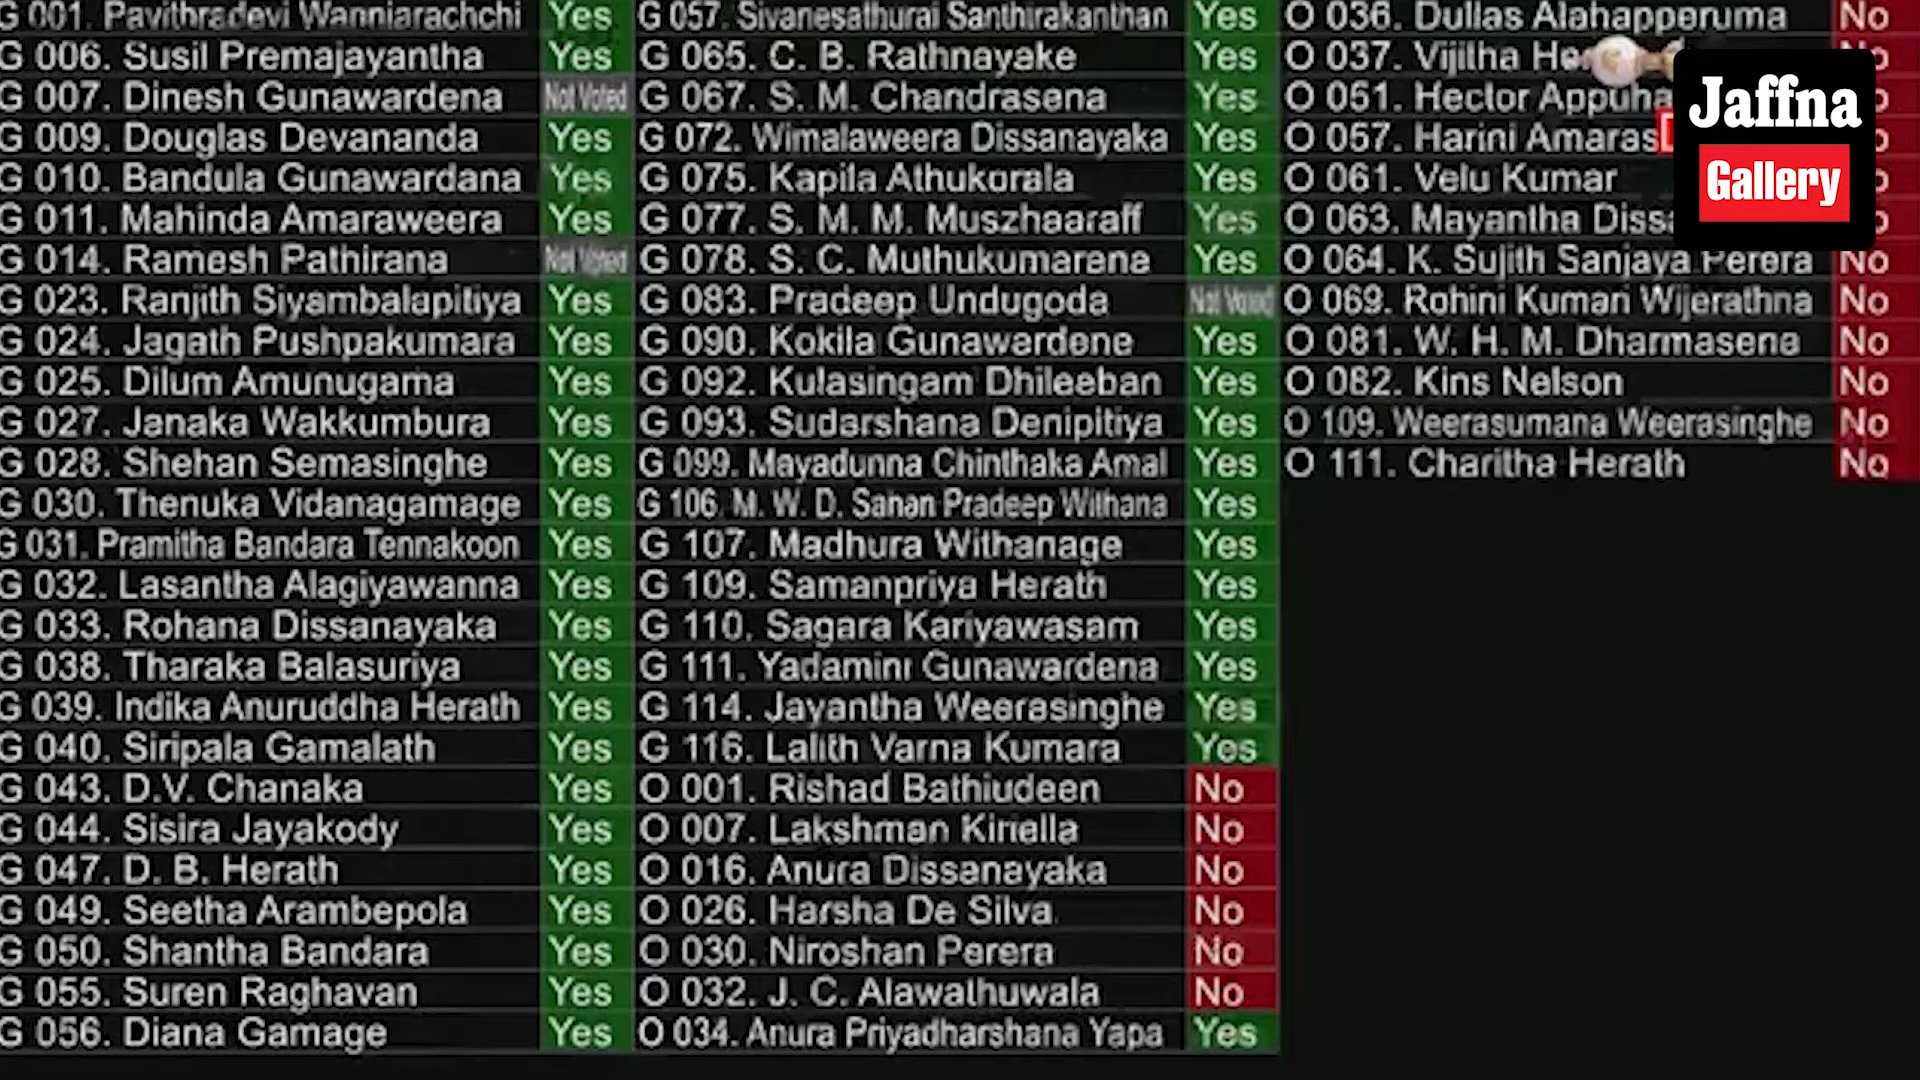 G 001. Pavithradevi Wanniarachchi Yes
G 006. Susil Premajayantha Yes
G 007. Dinesh Gunawardena Not Voted
G 009. Douglas Devananda Yes
G 010. Bandula Gunawardana Yes
G 011. Mahinda Amaraweera Yes
G 014. Ramesh Pathirana Not Voted
G 023. Ranjith Siyambalapitiya Yes
G 024. Jagath Pushpakumara Yes
G 025. Dilum Amunugama Yes
G 027. Janaka Wakkumbura Yes
G 028. Shehan Semasinghe Yes
G 030. Thenuka Vidanagamage Yes
G 031. Pramitha Bandara Tennakoon Yes
G 032. Lasantha Alagiyawanna Yes
G 033. Rohana Dissanayaka Yes
G 038. Tharaka Balasuriya Yes
G 039. Indika Anuruddha Herath Yes
G 040. Siripala Gamalath Yes
G 043. D.V. Chanaka Yes
G 044. Sisira Jayakody Yes
G 047. D. B. Herath Yes
G 049. Seetha Arambepola Yes
G 050. Shantha Bandara Yes
G 055. Suren Raghavan Yes
G 056. Diana Gamage Yes
G 057. Sivanesathurai Santhirakanthan Yes
G 065. C. B. Rathnayake Yes
G 067. S. M. Chandrasena Yes
G 072. Wimalaweera Dissanayaka Yes
G 075. Kapila Athukorala Yes
G 077. S. M. M. Muszhaaraff Yes
G 078. S. C. Muthukumarana Yes
G 083. Pradeep Undugoda Not Voted
G 090. Kokila Gunawardene Yes
G 092. Kulasingam Dhileeban Yes
G 093. Sudarshana Denipitiya Yes
G 099. Mayadunna Chinthaka Amal Yes
G 106. M. W. D. Sahan Pradeep Withana Yes
G 107. Madhura Withanage Yes
G 109. Samanpriya Herath Yes
G 110. Sagara Kariyawasam Yes
G 111. Yadamini Gunawardena Yes
G 114. Jayantha Weerasinghe Yes
G 116. Lalith Varna Kumara Yes
O 001. Rishad Bathiudeen No
O 007. Lakshman Kiriella No
O 016. Anura Dissanayaka No
O 026. Harsha De Silva No
O 030. Niroshan Perera No
O 032. J. C. Alawathuwala No
O 034. Anura Priyadharshana Yapa Yes
O 036. Dullas Alahapperuma No
O 037. Vijitha
O 051. Hector
O 057. Harini
O 061. Velu Kumar
O 063. Mayantha
O 064. K. Sujith Sanjaya Perera No
O 069. Rohini Kumari Wijerathna No
O 081. W. H. M. Dharmasena No
O 082. Kins Nelson No
O 109. Weerasumana Weerasinghe No
O 111. Charitha Herath No
Jaffna
Gallery